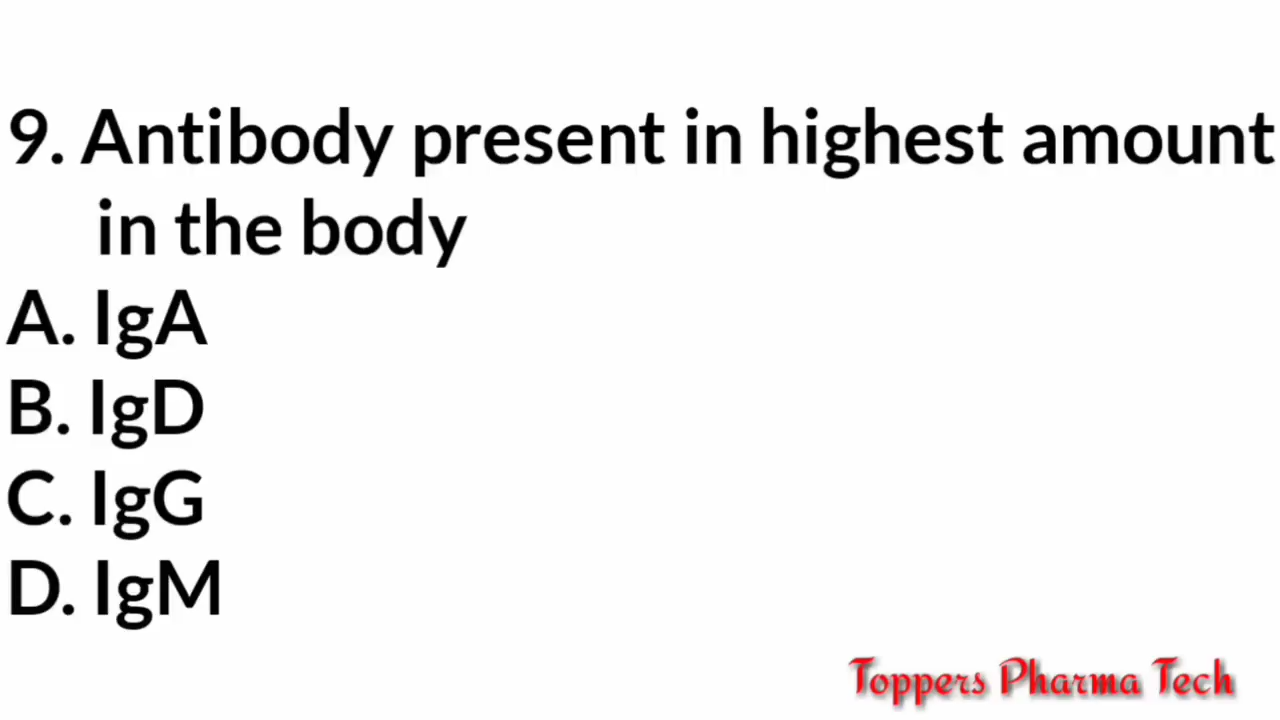 9. Antibody present in highest amount
in the body
A. IgA
B. IgD
C. IgG
D. IgM
Toppers Pharma Tech